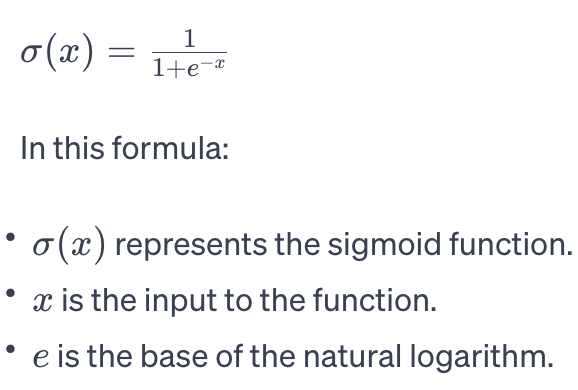 σ(x) = 1/(1+e^{-x})
In this formula:
• σ(x) represents the sigmoid function.
• x is the input to the function.
• e is the base of the natural logarithm.